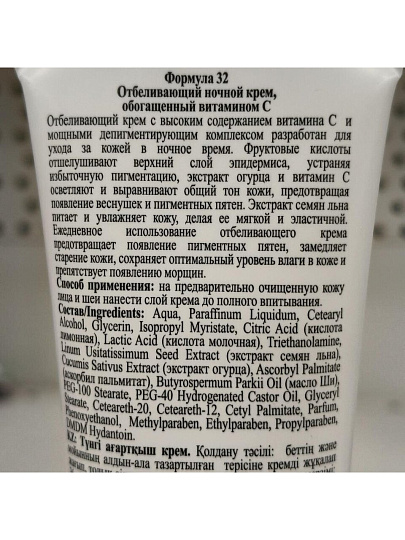 Формула 32
Отбеливающий ночной крем,
обогащенный витамином С
Отбеливающий крем с высоким содержанием витамина С и
мощными депигментирующим комплексом разработан для
ухода за кожей в ночное время. Фруктовые кислоты
отшелушивают верхний слой эпидермиса, устраняя
избыточную пигментацию, экстракт огурца и витамин С
осветляют и выравнивают общий тон кожи, предотвращая
появление веснушек и пигментных пятен. Экстракт семян льна
питает и увлажняет кожу, делая ее мягкой и эластичной.
Ежедневное использование отбеливающего крема
предотвращает появление пигментных пятен, замедляет
старение кожи, сохраняет оптимальный уровень влаги в коже и
препятствует появлению морщин.
Способ применения: на предварительно очищенную кожу
лица и шеи нанести слой крема до полного впитывания.
Состав/Ingredients: Aqua, Paraffinum Liquidum, Cetearyl
Alcohol, Glycerin, Isopropyl Myristate, Citric Acid (кислота
лимонная), Lactic Acid (кислота молочная), Triethanolamine,
Linum Usitatissimum Seed Extract (экстракт семян льна),
Cucumis Sativus Extract (экстракт огурца), Ascorbyl Palmitate
(аскорбил пальмитат), Butyrospermum Parkii Oil (масло Ши),
PEG-100 Stearate, PEG-40 Hydrogenated Castor Oil, Glyceryl
Stearate, Ceteareth-20, Ceteareth-12, Cetyl Palmitate, Parfum,
Phenoxyethanol, Methylparaben, Ethylparaben, Propylparaben,
DMDM Hydantoin.
KZ: Түнгі ағартқыш крем. Қолдану тәсілі: беттің және
мойынның алдын-ала тазартылған терісіне кремді жұқалап